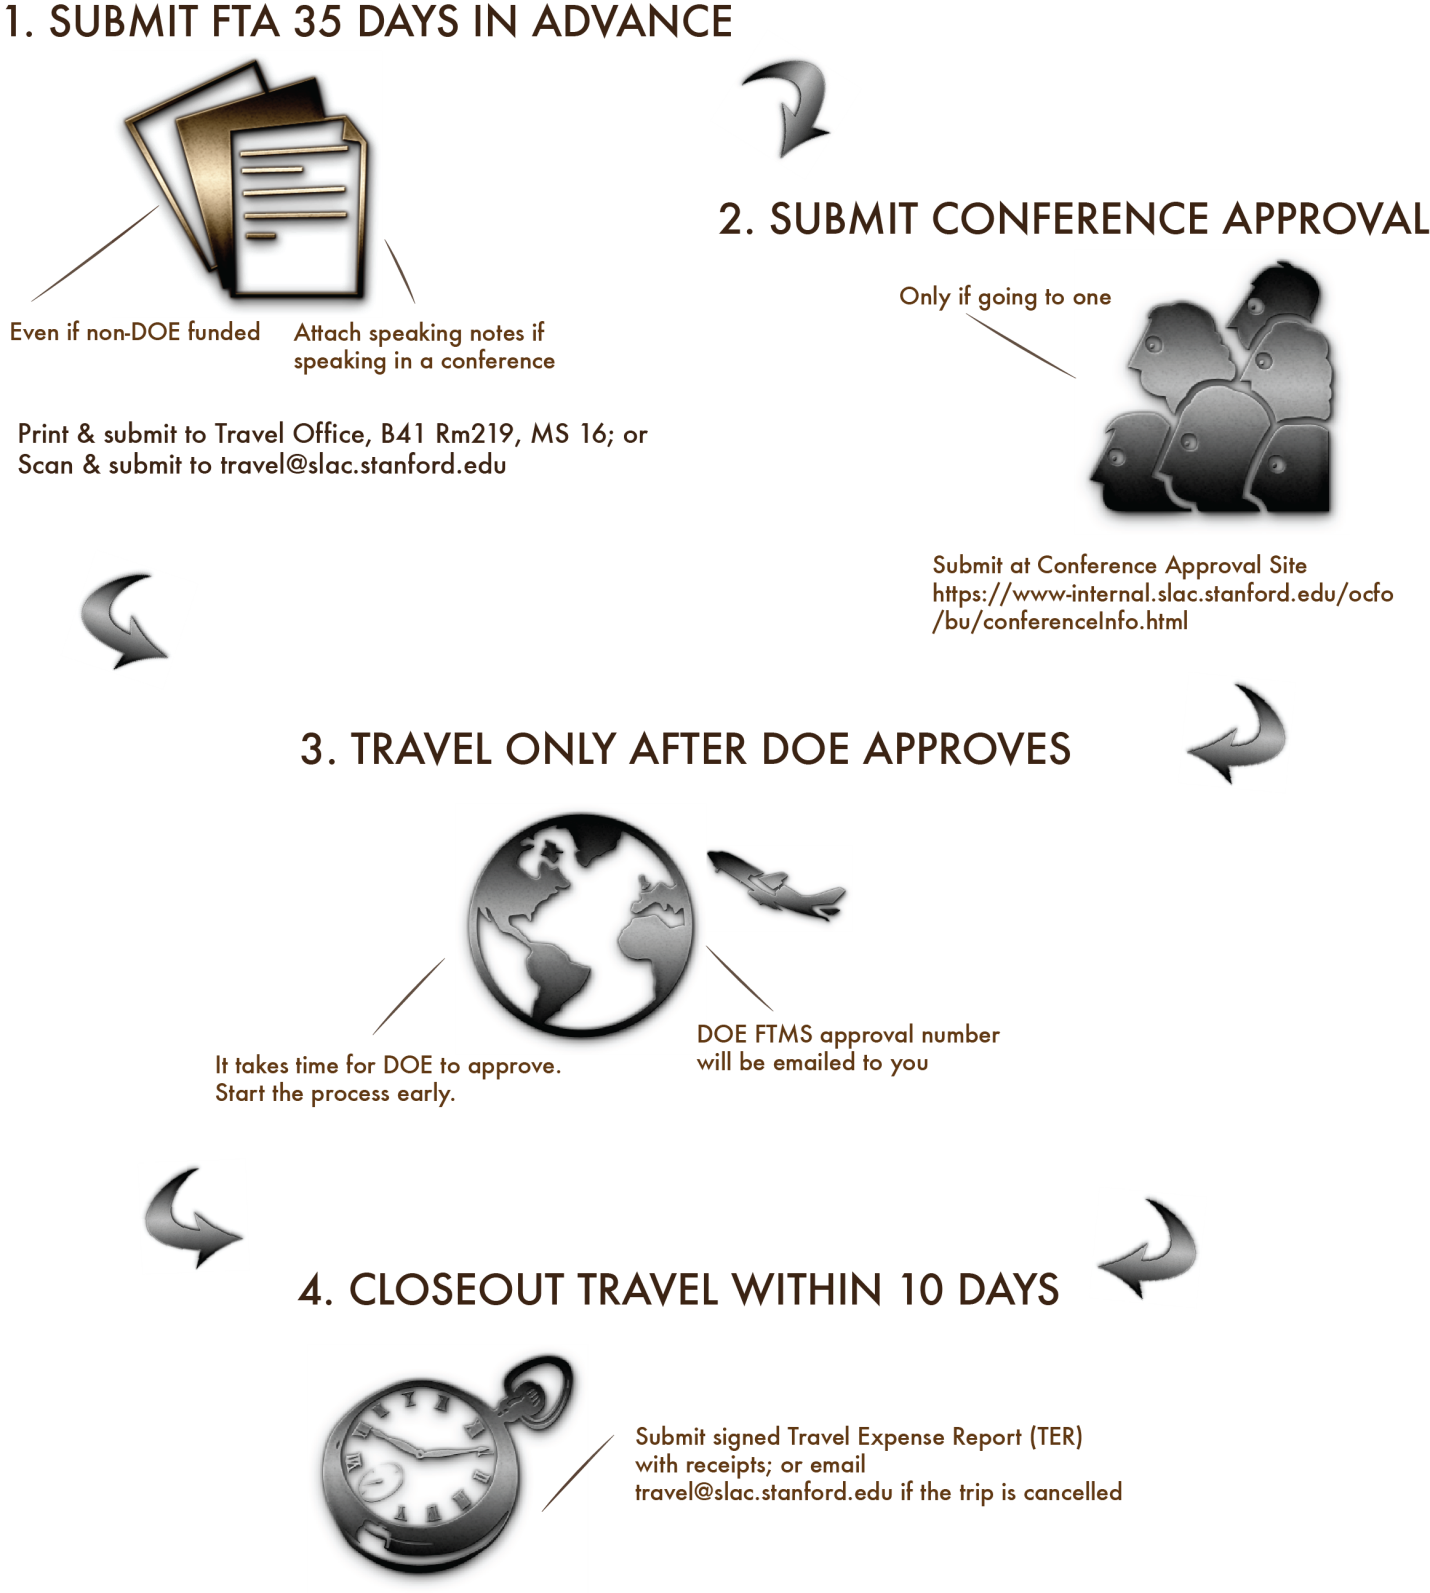 1. SUBMIT FTA 35 DAYS IN ADVANCE
Even if non-DOE funded
Attach speaking notes if
speaking in a conference
Print & submit to Travel Office, B41 Rm219, MS 16; or
Scan & submit to travel@slac.stanford.edu
2. SUBMIT CONFERENCE APPROVAL
Only if going to one
Submit at Conference Approval Site
https://www-internal.slac.stanford.edu/ocfo
/bu/conferenceInfo.html
3. TRAVEL ONLY AFTER DOE APPROVES
It takes time for DOE to approve.
Start the process early.
DOE FTMS approval number
will be emailed to you
4. CLOSEOUT TRAVEL WITHIN 10 DAYS
Submit signed Travel Expense Report (TER)
with receipts; or email
travel@slac.stanford.edu if the trip is cancelled